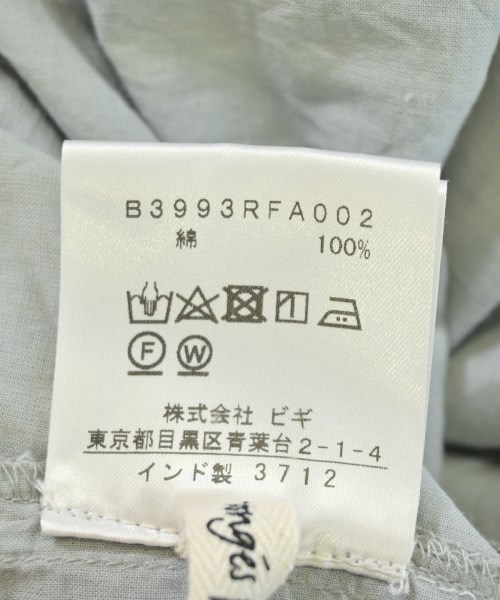 B3993RFA002
綿 100%
F W
株式会社 ビギ
東京都目黒区青葉台2-1-4
インド製 3712